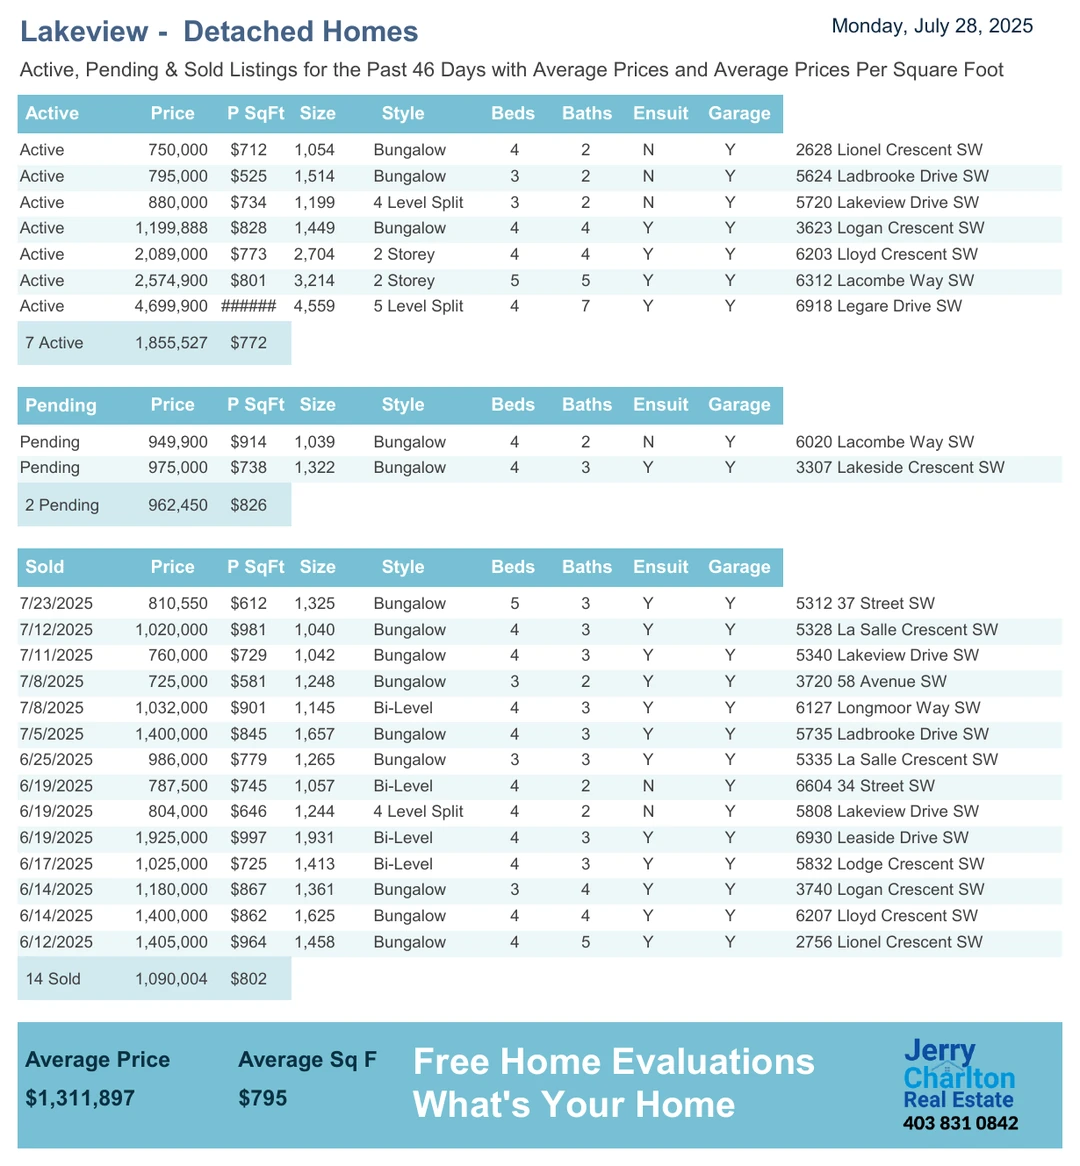 Lakeview - Detached Homes
Monday, July 28, 2025
Active, Pending & Sold Listings for the Past 46 Days with Average Prices and Average Prices Per Square Foot
Active Price P SqFt Size Style Beds Baths Ensuit Garage
Active 750,000 $712 1,054 Bungalow 4 2 N Y 2628 Lionel Crescent SW
Active 795,000 $525 1,514 Bungalow 3 2 N Y 5624 Ladbrooke Drive SW
Active 880,000 $734 1,199 4 Level Split 3 2 N Y 5720 Lakeview Drive SW
Active 1,199,888 $828 1,449 Bungalow 4 4 Y Y 3623 Logan Crescent SW
Active 2,089,000 $773 2,704 2 Storey 4 4 Y Y 6203 Lloyd Crescent SW
Active 2,574,900 $801 3,214 2 Storey 5 5 Y Y 6312 Lacombe Way SW
Active 4,699,900 ###### 4,559 5 Level Split 4 7 Y Y 6918 Legare Drive SW
7 Active 1,855,527 $772
Pending Price P SqFt Size Style Beds Baths Ensuit Garage
Pending 949,900 $914 1,039 Bungalow 4 2 N Y 6020 Lacombe Way SW
Pending 975,000 $738 1,322 Bungalow 4 3 Y Y 3307 Lakeside Crescent SW
2 Pending 962,450 $826
Sold Price P SqFt Size Style Beds Baths Ensuit Garage
7/23/2025 810,550 $612 1,325 Bungalow 5 3 Y Y 5312 37 Street SW
7/12/2025 1,020,000 $981 1,040 Bungalow 4 3 Y Y 5328 La Salle Crescent SW
7/11/2025 760,000 $729 1,042 Bungalow 4 3 Y Y 5340 Lakeview Drive SW
7/8/2025 725,000 $581 1,248 Bungalow 3 2 Y Y 3720 58 Avenue SW
7/8/2025 1,032,000 $901 1,145 Bi-Level 4 3 Y Y 6127 Longmoor Way SW
7/5/2025 1,400,000 $845 1,657 Bungalow 4 3 Y Y 5735 Ladbrooke Drive SW
6/25/2025 986,000 $779 1,265 Bungalow 3 3 Y Y 5335 La Salle Crescent SW
6/19/2025 787,500 $745 1,057 Bi-Level 4 2 N Y 6604 34 Street SW
6/19/2025 804,000 $646 1,244 4 Level Split 4 2 N Y 5808 Lakeview Drive SW
6/19/2025 1,925,000 $997 1,931 Bi-Level 4 3 Y Y 6930 Leaside Drive SW
6/17/2025 1,025,000 $725 1,413 Bi-Level 4 3 Y Y 5832 Lodge Crescent SW
6/14/2025 1,180,000 $867 1,361 Bungalow 3 4 Y Y 3740 Logan Crescent SW
6/14/2025 1,400,000 $862 1,625 Bungalow 4 4 Y Y 6207 Lloyd Crescent SW
6/12/2025 1,405,000 $964 1,458 Bungalow 4 5 Y Y 2756 Lionel Crescent SW
14 Sold 1,090,004 $802
Average Price Average Sq F
$1,311,897 $795
Free Home Evaluations
What's Your Home
Jerry
Charlton
Real Estate
403 831 0842